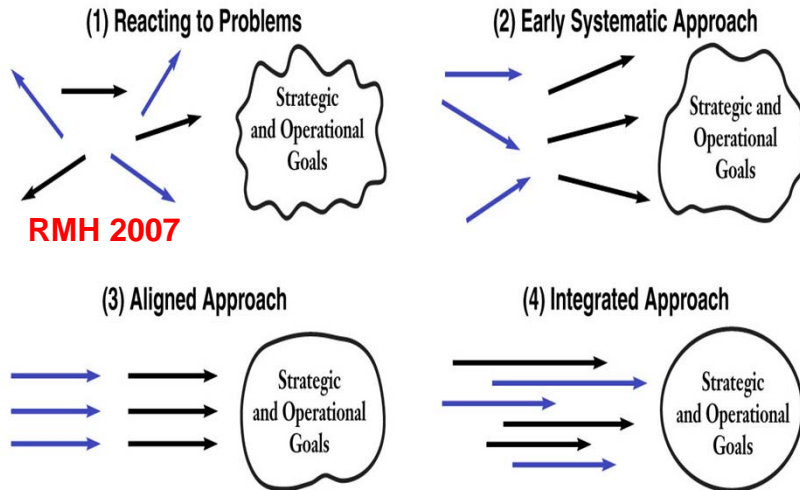 (1) Reacting to Problems
Strategic
and Operational
Goals
RMH 2007
(2) Early Systematic Approach
Strategic and
Operational
Goals
(3) Aligned Approach
Strategic
and Operational
Goals
(4) Integrated Approach
Strategic
and Operational
Goals